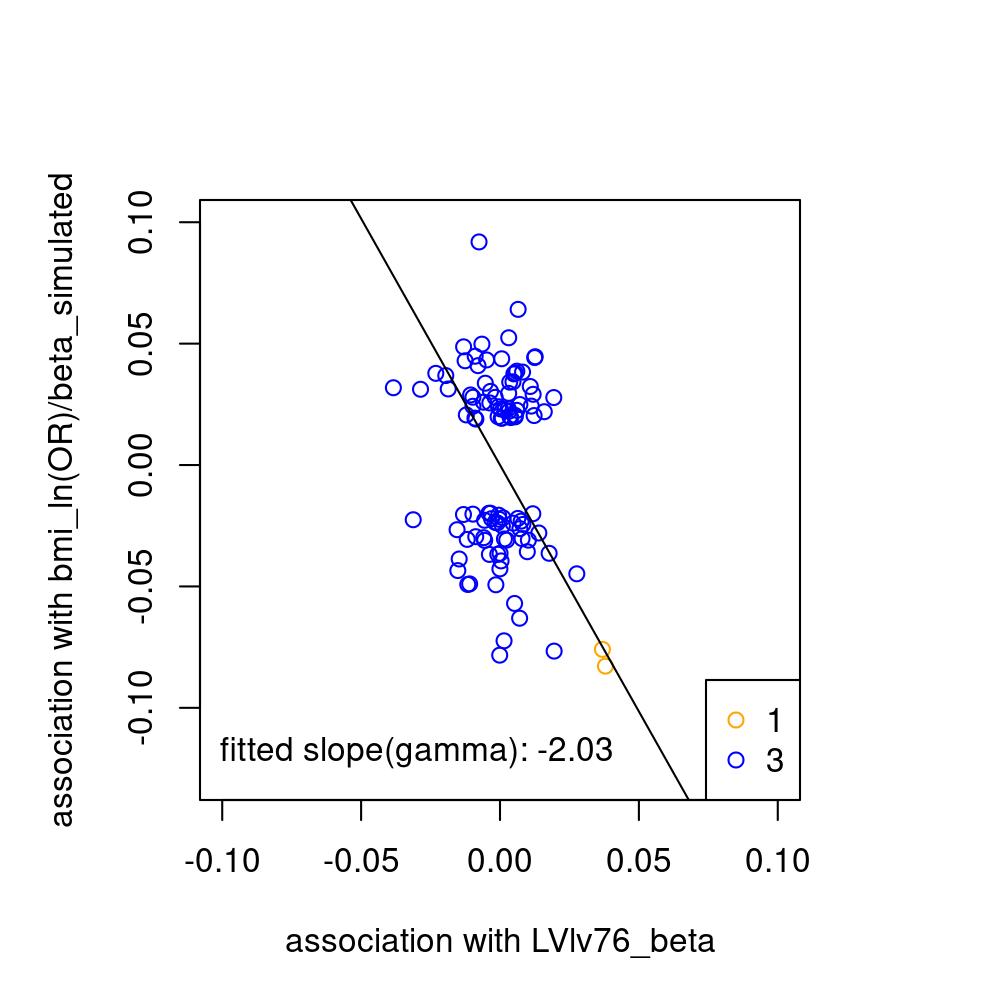 association with bmi_ln(OR)/beta_simulated
0.10
0.05
0.00
-0.05
-0.10
fitted slope(gamma): -2.03
1
3
-0.10 -0.05 0.00 0.05 0.10
association with LVlv76_beta